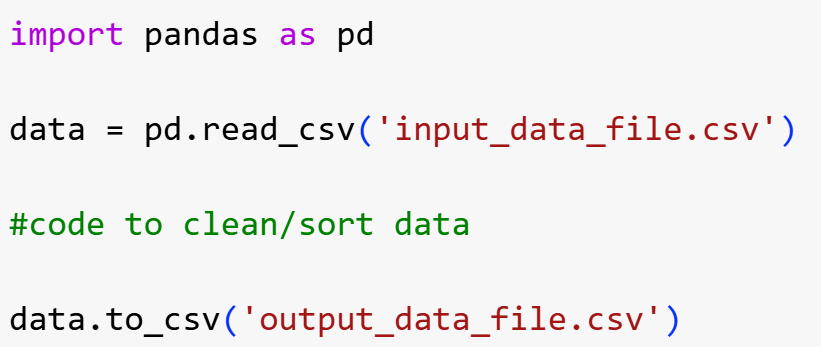 import pandas as pd
data = pd.read_csv('input_data_file.csv')
#code to clean/sort data
data.to_csv('output_data_file.csv')